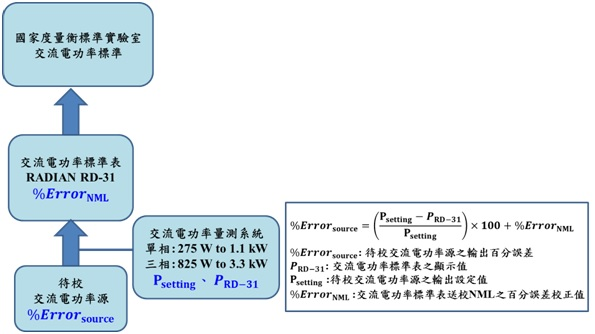 國家度量衡標準實驗室
交流電功率標準
交流電功率標準表
RADIAN RD-31
%Error_NML
交流電功率量測系統
單相:275 W to 1.1 kW
三相:825 W to 3.3 kW
P_setting、P_RD−31
待校
交流電功率源
%Error_source
%Error_source = ((P_setting − P_RD−31) / P_setting) × 100 + %Error_NML
%Error_source: 待校交流電功率源之輸出百分誤差
P_RD−31: 交流電功率標準表之顯示值
P_setting:待校交流電功率源之輸出設定值
%Error_NML:交流電功率標準表送校NML之百分誤差校正值